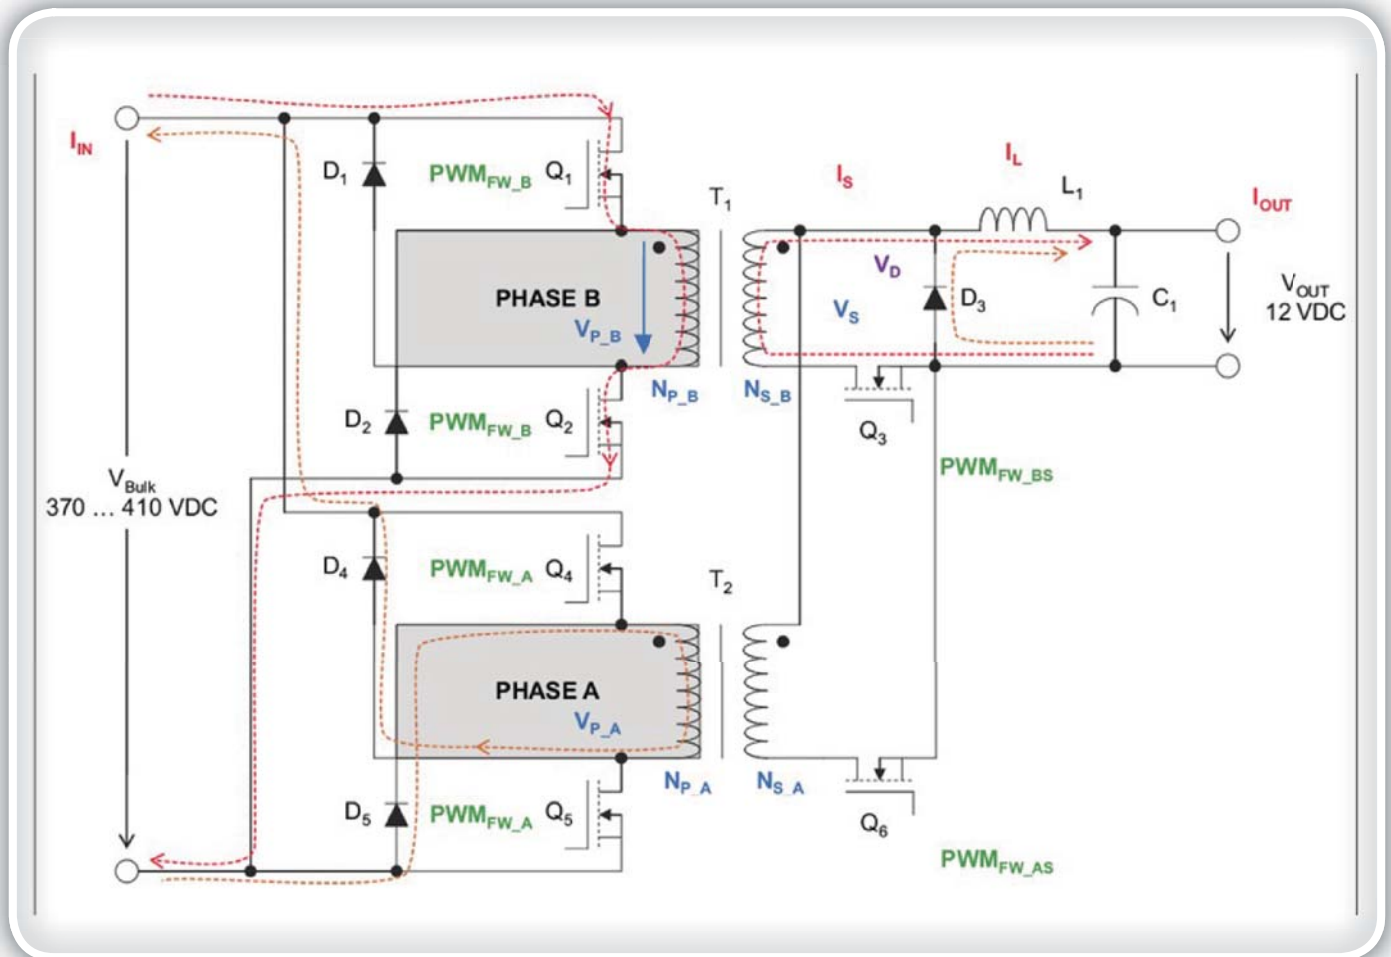 I_IN
D₁
PWM_FW_B
Q₁
T₁
I_S
I_L
L₁
I_OUT
PHASE B
V_P_B
V_D
V_S
D₃
C₁
V_OUT
12 VDC
N_P_B
N_S_B
D₂
PWM_FW_B
Q₂
Q₃
PWM_FW_BS
V_Bulk
370 ... 410 VDC
D₄
PWM_FW_A
Q₄
T₂
PHASE A
V_P_A
N_P_A
N_S_A
D₅
PWM_FW_A
Q₅
Q₆
PWM_FW_AS